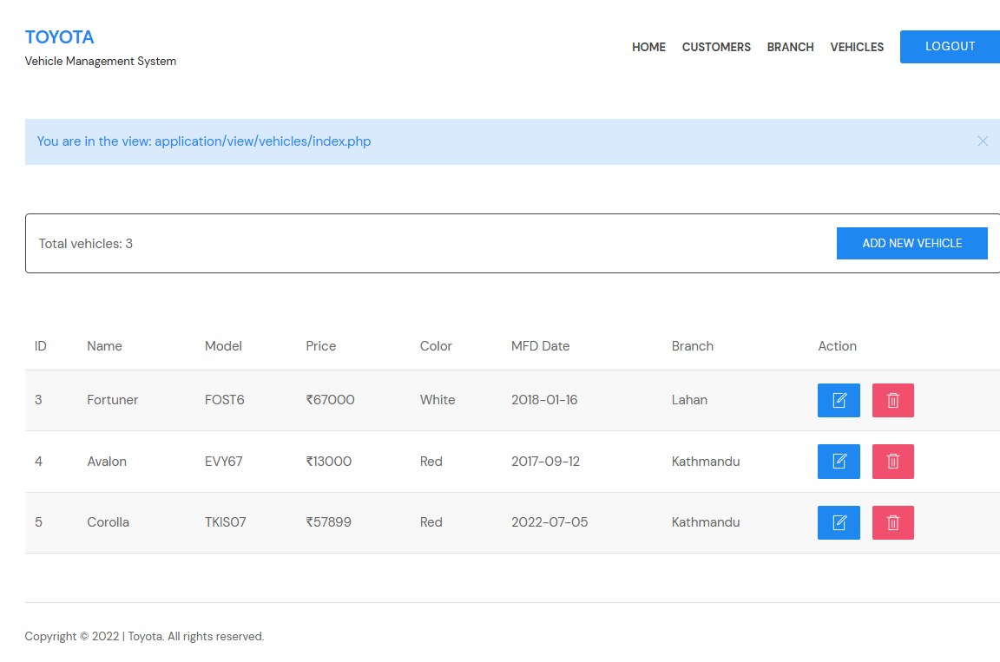 TOYOTA
Vehicle Management System
HOME CUSTOMERS BRANCH VEHICLES LOGOUT
You are in the view: application/view/vehicles/index.php
Total vehicles: 3 ADD NEW VEHICLE
ID Name Model Price Color MFD Date Branch Action
3 Fortuner FOST6 ₹67000 White 2018-01-16 Lahan
4 Avalon EVY67 ₹13000 Red 2017-09-12 Kathmandu
5 Corolla TKIS07 ₹57899 Red 2022-07-05 Kathmandu
Copyright © 2022 | Toyota. All rights reserved.